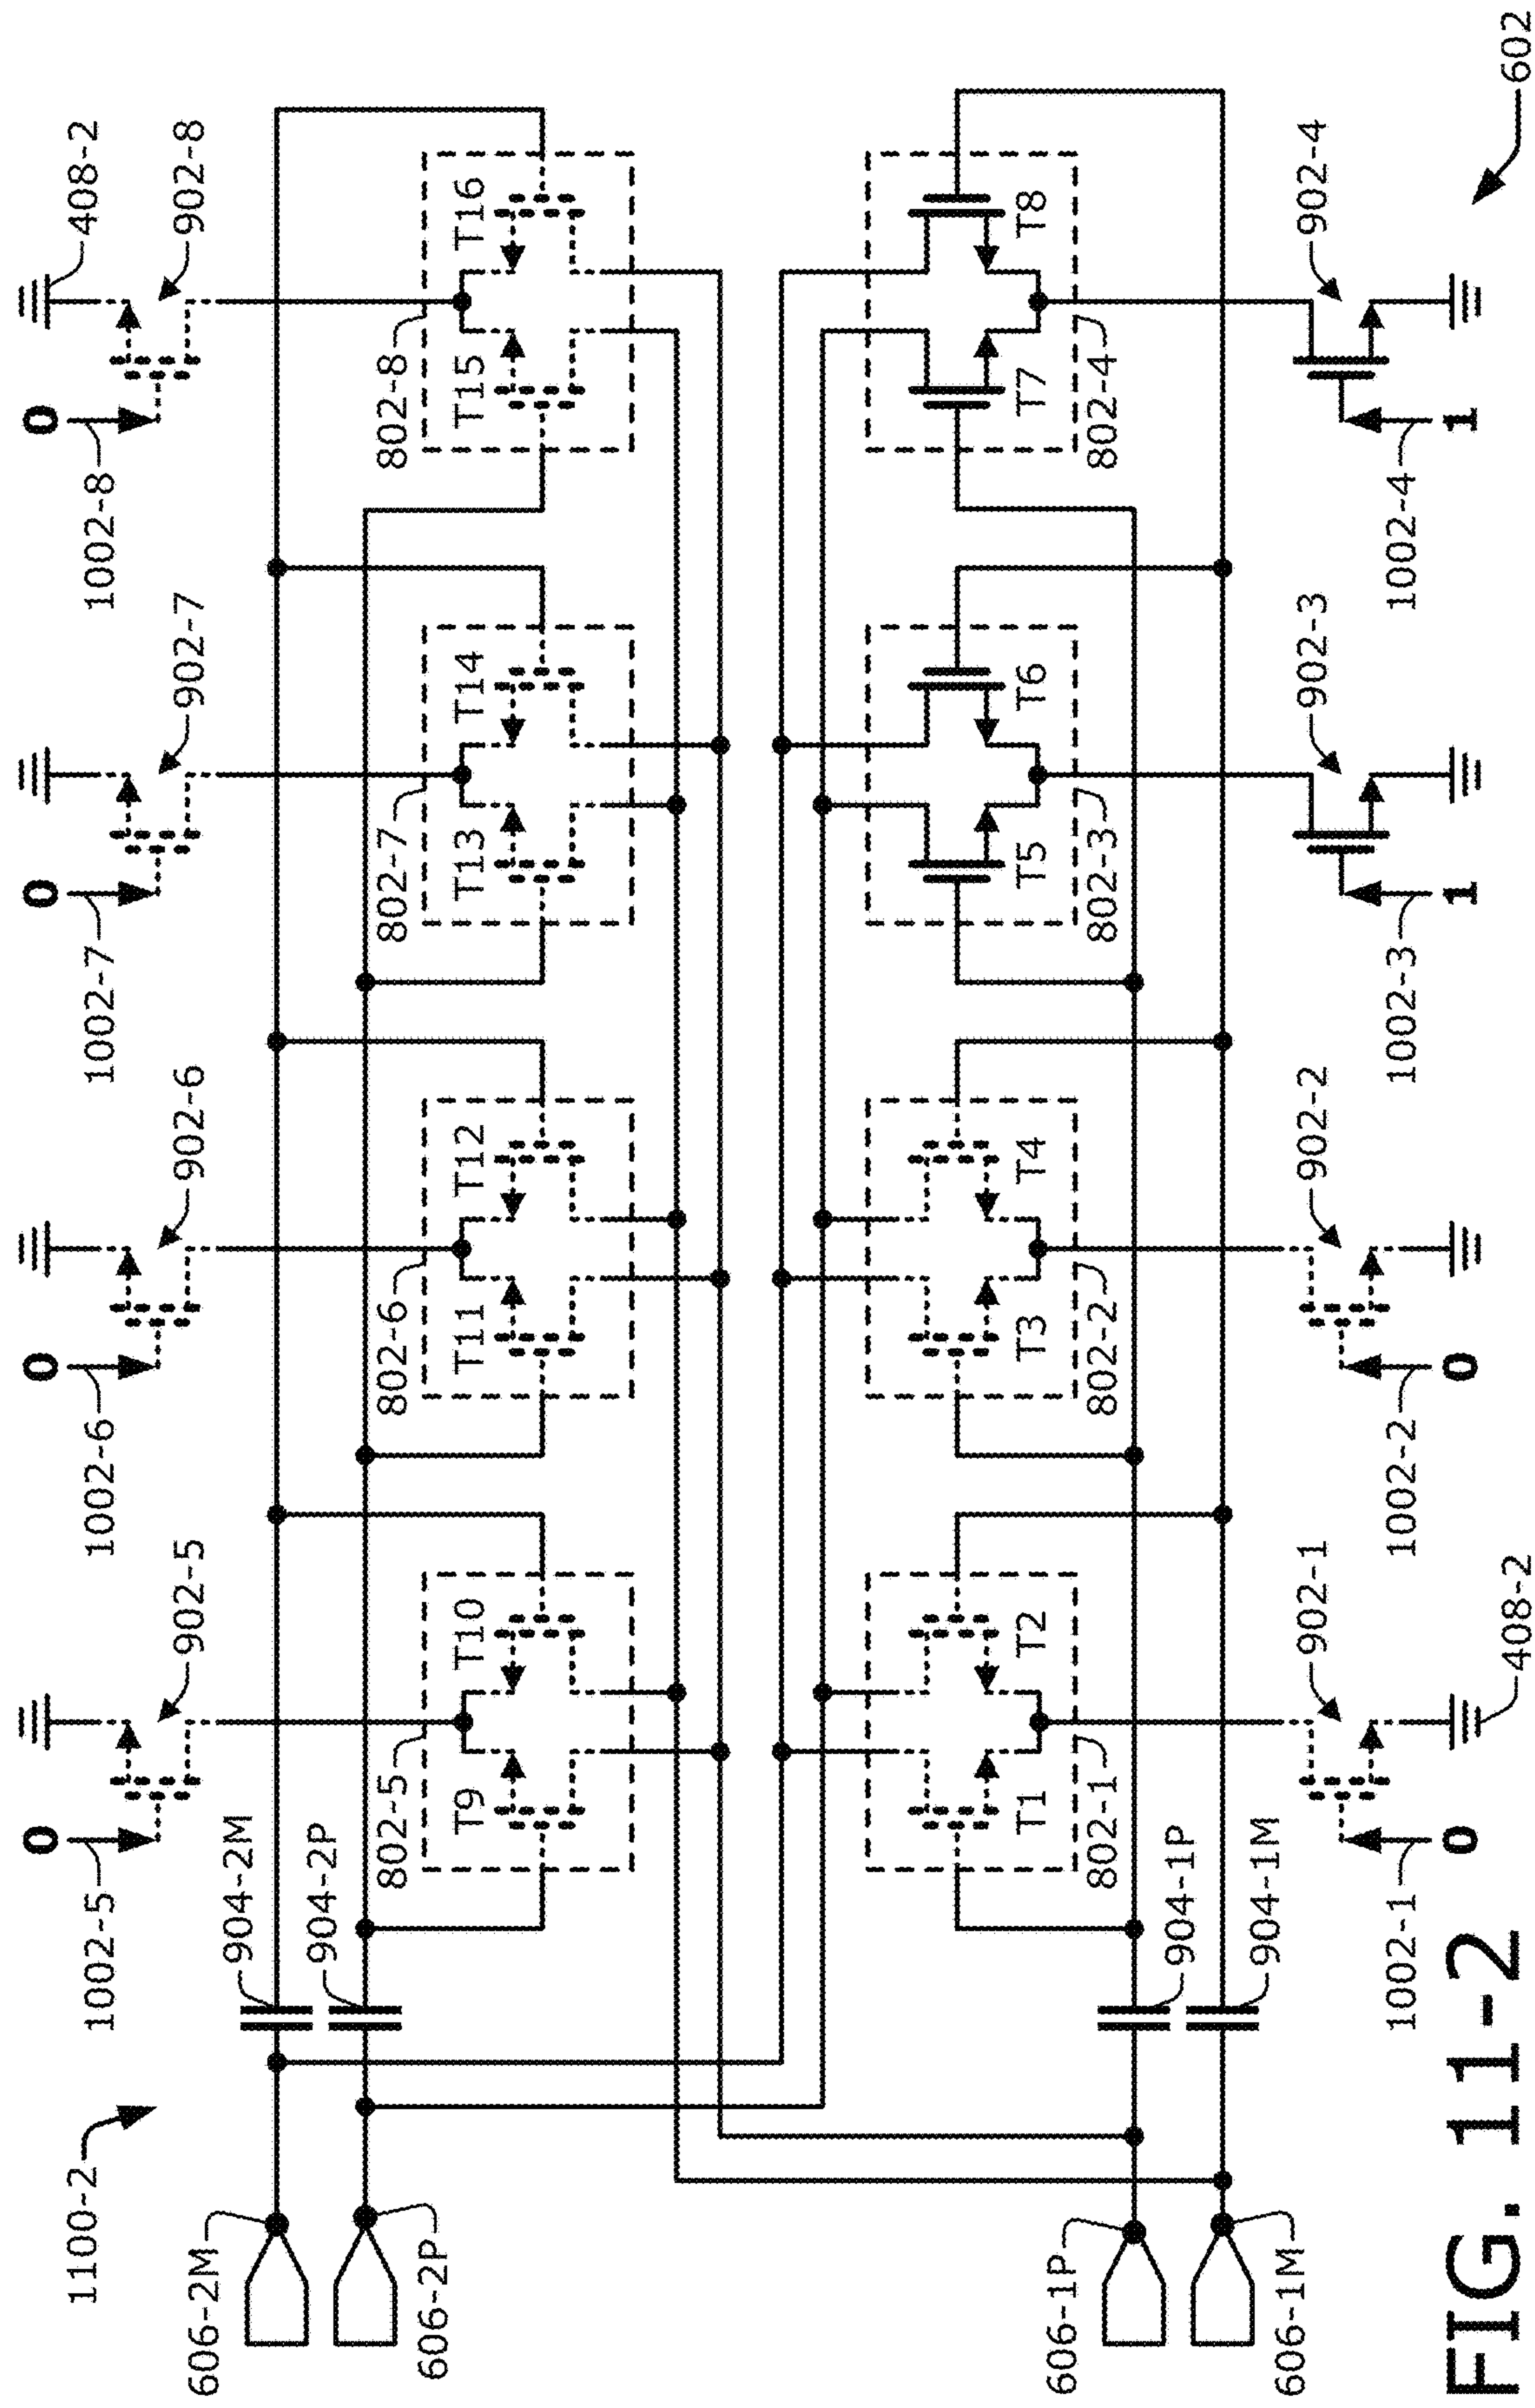 0 0 0 0
1100-2
408-2
1002-5 1002-6 1002-7 1002-8
902-5 902-6 902-7 902-8
606-2M
904-2M
904-2P
802-5 802-6 802-7 802-8
606-2P
T9 T10 T11 T12 T13 T14 T15 T16
T1 T2 T3 T4 T5 T6 T7 T8
606-1P
802-1 802-2 802-3 802-4
904-1P
904-1M
606-1M
902-1 902-2 902-3 902-4
1002-1 1002-2 1002-3 1002-4
0 0 1 1
408-2
602
FIG. 11-2